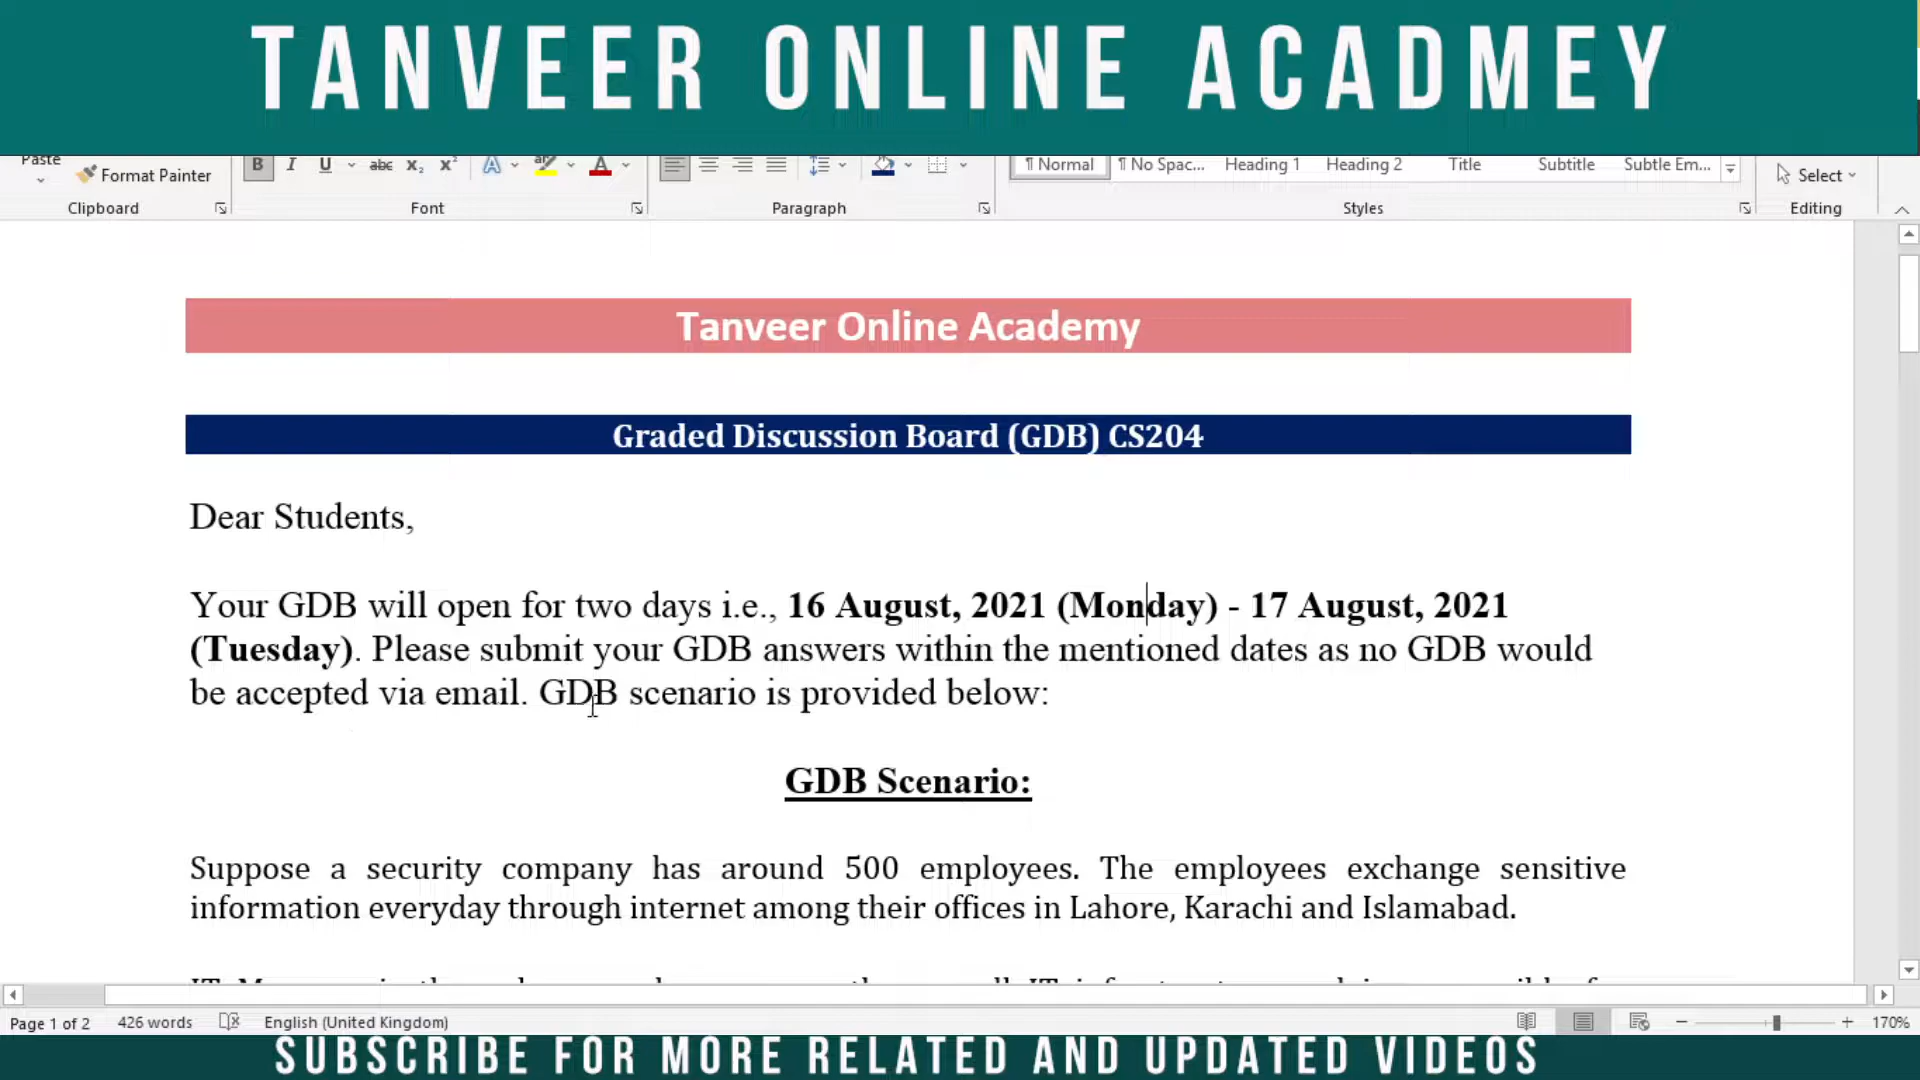 TANVEER ONLINE ACADMEY
Paste
Format Painter
B I U abc x₂ x² A A
¶ Normal ¶ No Spac... Heading 1 Heading 2 Title Subtitle Subtle Em...
Select
Clipboard Font Paragraph Styles Editing
Tanveer Online Academy
Graded Discussion Board (GDB) CS204
Dear Students,
Your GDB will open for two days i.e., 16 August, 2021 (Monday) - 17 August, 2021
(Tuesday). Please submit your GDB answers within the mentioned dates as no GDB would
be accepted via email. GDB scenario is provided below:
GDB Scenario:
Suppose a security company has around 500 employees. The employees exchange sensitive
information everyday through internet among their offices in Lahore, Karachi and Islamabad.
Page 1 of 2 426 words English (United Kingdom) 170%
SUBSCRIBE FOR MORE RELATED AND UPDATED VIDEOS